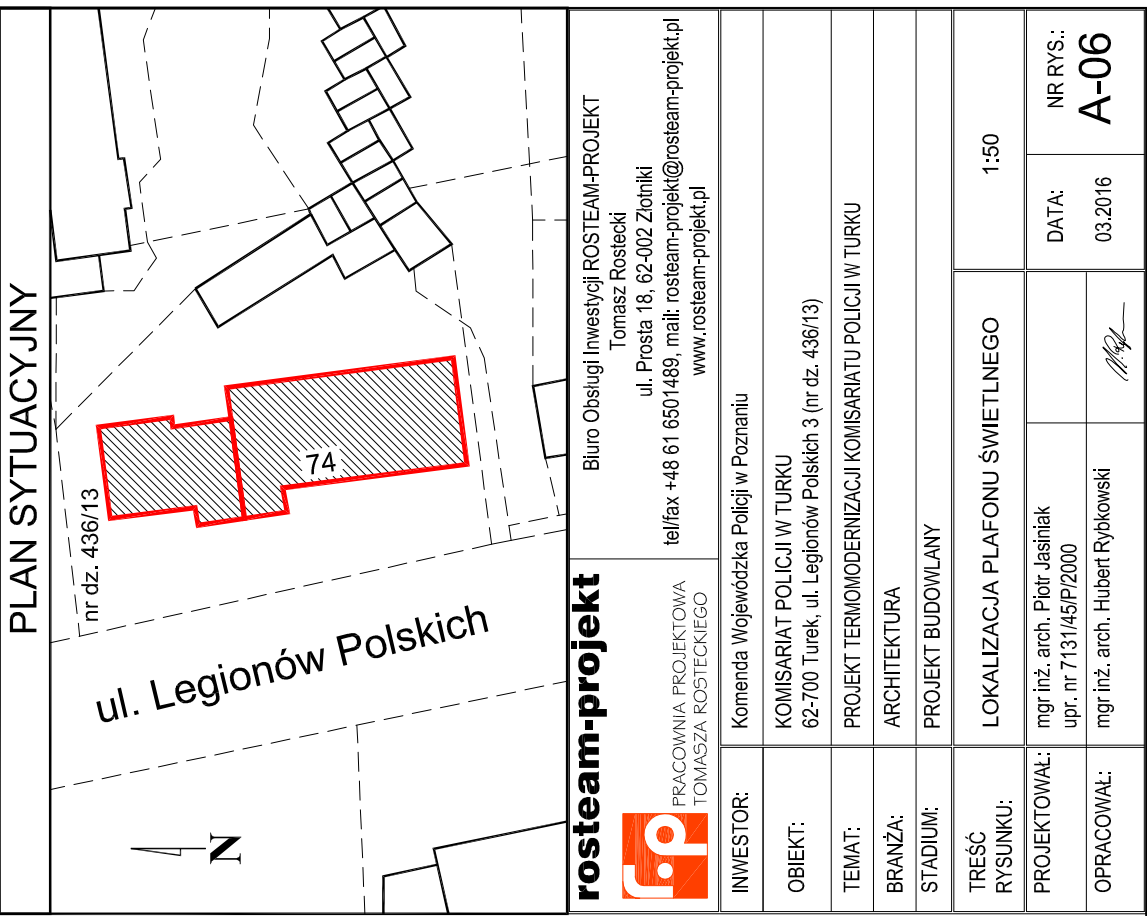 PLAN SYTUACYJNY
nr dz. 436/13
74
ul. Legionów Polskich
N
rosteam-projekt
r.p
PRACOWNIA PROJEKTOWA
TOMASZA ROSTECKIEGO
Biuro Obsługi Inwestycji ROSTEAM-PROJEKT
Tomasz Rostecki
ul. Prosta 18, 62-002 Złotniki
tel/fax +48 61 6501489, mail: rosteam-projekt@rosteam-projekt.pl
www.rosteam-projekt.pl
INWESTOR: Komenda Wojewódzka Policji w Poznaniu
OBIEKT: KOMISARIAT POLICJI W TURKU
62-700 Turek, ul. Legionów Polskich 3 (nr dz. 436/13)
TEMAT: PROJEKT TERMOMODERNIZACJI KOMISARIATU POLICJI W TURKU
BRANŻA: ARCHITEKTURA
STADIUM: PROJEKT BUDOWLANY
TREŚĆ
RYSUNKU:
LOKALIZACJA PLAFONU ŚWIETLNEGO
1:50
PROJEKTOWAŁ: mgr inż. arch. Piotr Jasiniak
upr. nr 7131/45/P/2000
OPRACOWAŁ: mgr inż. arch. Hubert Rybkowski
DATA:
03.2016
NR RYS.:
A-06